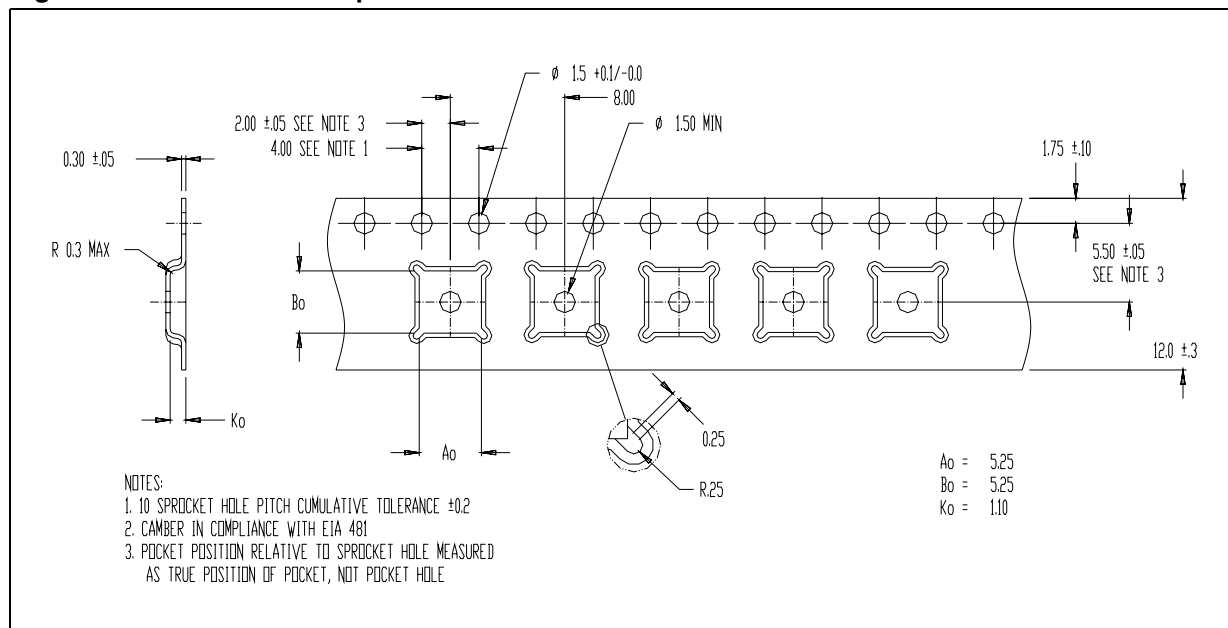 ϕ 1.5 +0.1/-0.0
8.00
2.00 ±.05 SEE NOTE 3
ϕ 1.50 MIN
4.00 SEE NOTE 1
0.30 ±.05
1.75 ±.10
R 0.3 MAX
5.50 ±.05
SEE NOTE 3
Bo
12.0 ±.3
Ko
Ao
0.25
R.25
Ao = 5.25
Bo = 5.25
Ko = 1.10
NOTES:
1. 10 SPROCKET HOLE PITCH CUMULATIVE TOLERANCE ±0.2
2. CAMBER IN COMPLIANCE WITH EIA 481
3. POCKET POSITION RELATIVE TO SPROCKET HOLE MEASURED
AS TRUE POSITION OF POCKET, NOT POCKET HOLE